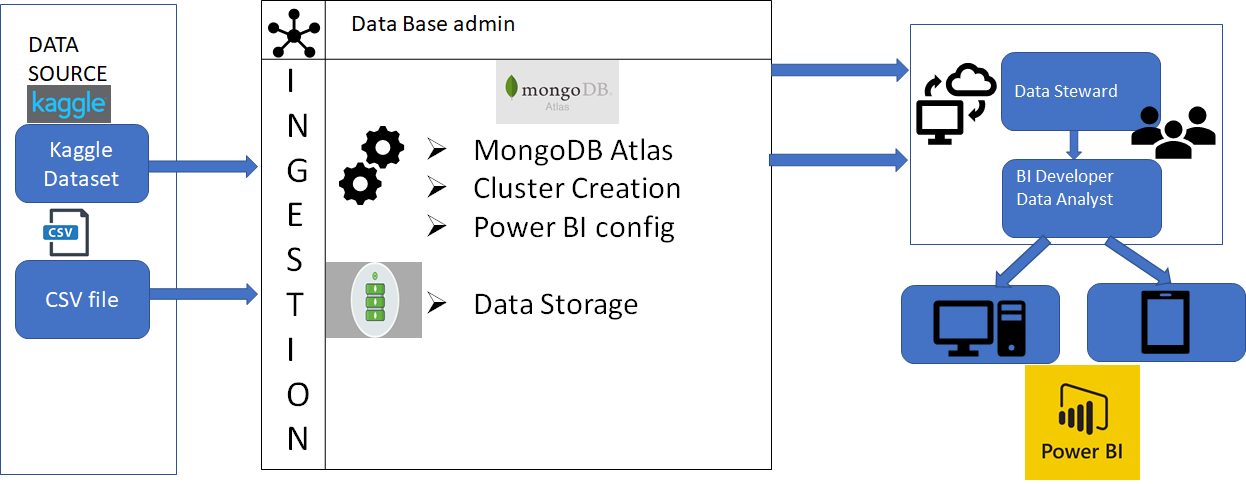 DATA
SOURCE
kaggle
Kaggle
Dataset
CSV
CSV file
INGESTION
Data Base admin
mongoDB.
Atlas
MongoDB Atlas
Cluster Creation
Power BI config
Data Storage
Data Steward
BI Developer
Data Analyst
Power BI